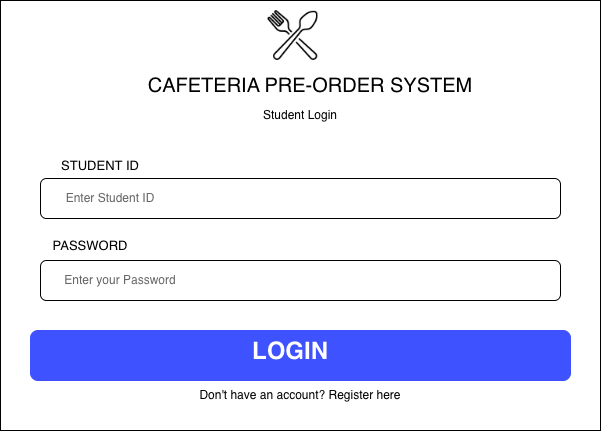 CAFETERIA PRE-ORDER SYSTEM
Student Login
STUDENT ID
Enter Student ID
PASSWORD
Enter your Password
LOGIN
Don't have an account? Register here